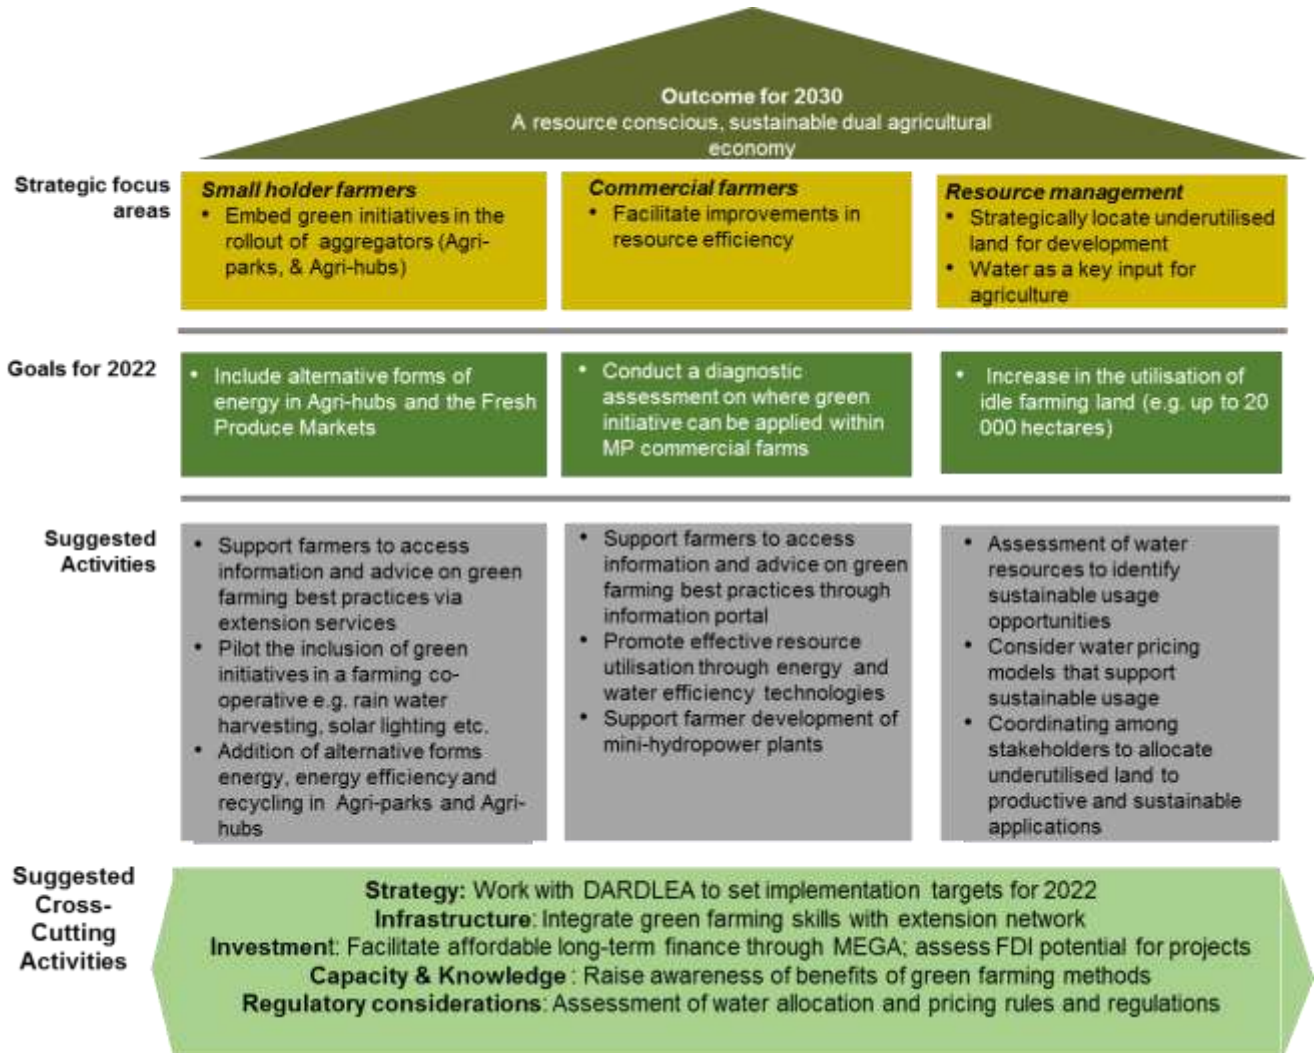 Outcome for 2030
A resource conscious, sustainable dual agricultural
economy
Strategic focus
areas
Small holder farmers
• Embed green initiatives in the
rollout of aggregators (Agri-
parks, & Agri-hubs)
Commercial farmers
• Facilitate improvements in
resource efficiency
Resource management
• Strategically locate underutilised
land for development
• Water as a key input for
agriculture
Goals for 2022
• Include alternative forms of
energy in Agri-hubs and the Fresh
Produce Markets
• Conduct a diagnostic
assessment on where green
initiative can be applied within
MP commercial farms
• Increase in the utilisation of
idle farming land (e.g. up to 20
000 hectares)
Suggested
Activities
• Support farmers to access
information and advice on green
farming best practices via
extension services
• Pilot the inclusion of green
initiatives in a farming co-
operative e.g. rain water
harvesting, solar lighting etc.
• Addition of alternative forms
energy, energy efficiency and
recycling in Agri-parks and Agri-
hubs
• Support farmers to access
information and advice on green
farming best practices through
information portal
• Promote effective resource
utilisation through energy and
water efficiency technologies
• Support farmer development of
mini-hydropower plants
• Assessment of water
resources to identify
sustainable usage
opportunities
• Consider water pricing
models that support
sustainable usage
• Coordinating among
stakeholders to allocate
underutilised land to
productive and sustainable
applications
Suggested
Cross-
Cutting
Activities
Strategy: Work with DARDLEA to set implementation targets for 2022
Infrastructure: Integrate green farming skills with extension network
Investment: Facilitate affordable long-term finance through MEGA; assess FDI potential for projects
Capacity & Knowledge : Raise awareness of benefits of green farming methods
Regulatory considerations: Assessment of water allocation and pricing rules and regulations